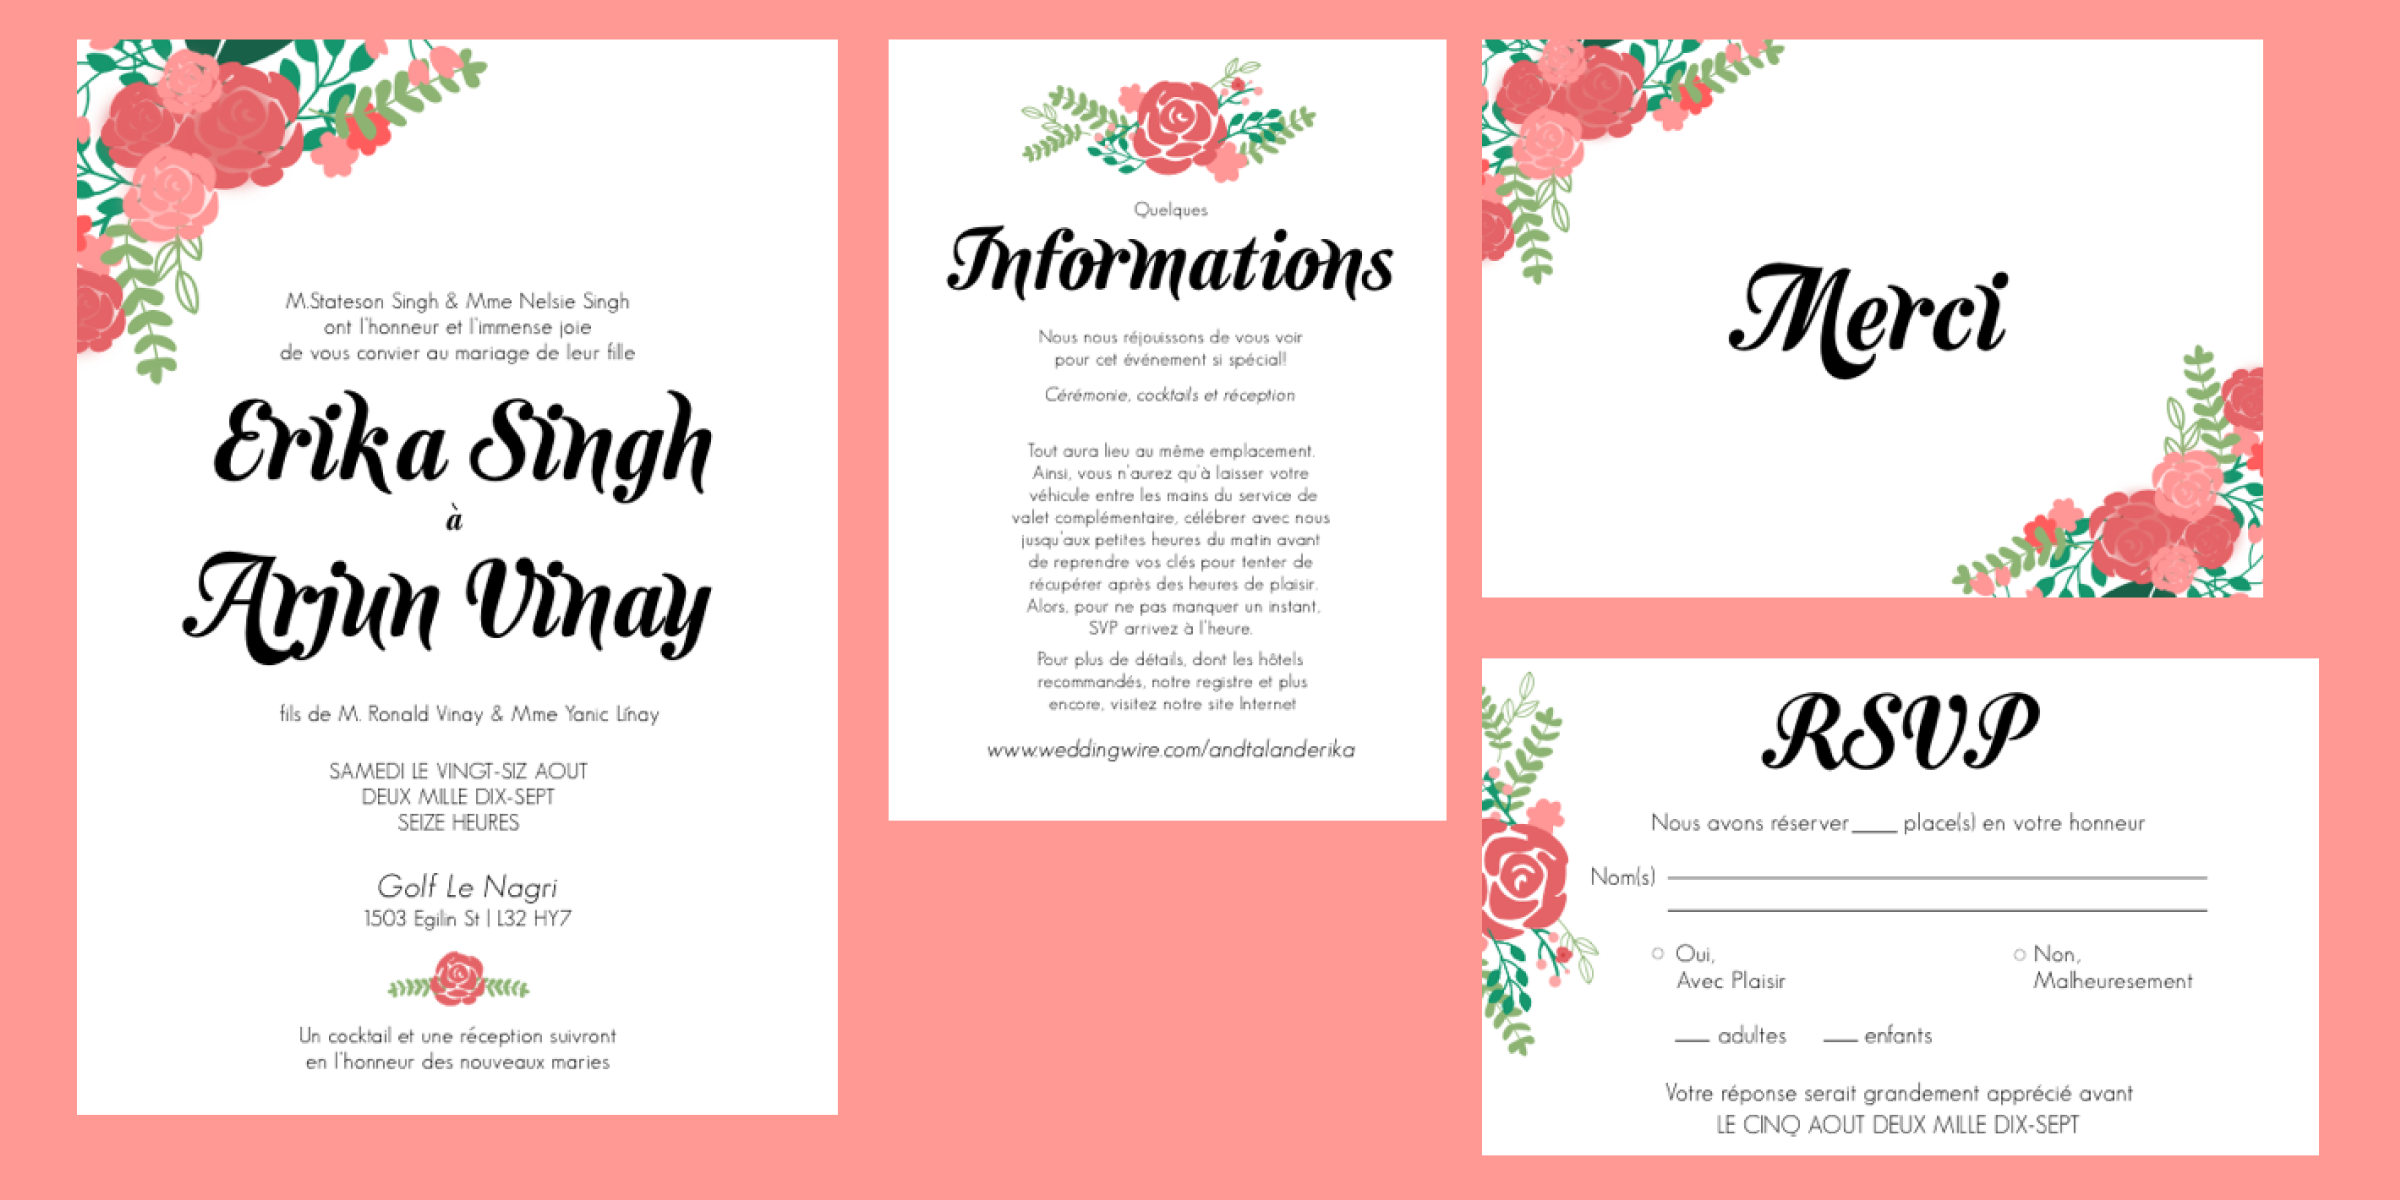 M.Stateson Singh & Mme Nelsie Singh
ont l'honneur et l'immense joie
de vous convier au mariage de leur fille
Erika Singh
à
Arjun Vinay
fils de M. Ronald Vinay & Mme Yanic Línay
SAMEDI LE VINGT-SIZ AOUT
DEUX MILLE DIX-SEPT
SEIZE HEURES
Golf Le Nagri
1503 Egilin St | L32 HY7
Un cocktail et une réception suivront
en l'honneur des nouveaux maries
Quelques
Informations
Nous nous réjouissons de vous voir
pour cet événement si spécial!
Cérémonie, cocktails et réception
Tout aura lieu au même emplacement.
Ainsi, vous n'aurez qu'à laisser votre
véhicule entre les mains du service de
valet complémentaire, célébrer avec nous
jusqu'aux petites heures du matin avant
de reprendre vos clés pour tenter de
récupérer après des heures de plaisir.
Alors, pour ne pas manquer un instant,
SVP arrivez à l'heure.
Pour plus de détails, dont les hôtels
recommandés, notre registre et plus
encore, visitez notre site Internet
www.weddingwire.com/andtalanderika
Merci
RSVP
Nous avons réserver____ place(s) en votre honneur
Nom(s)
Oui,
Avec Plaisir
Non,
Malheuresement
___ adultes ___ enfants
Votre réponse serait grandement apprécié avant
LE CINQ AOUT DEUX MILLE DIX-SEPT